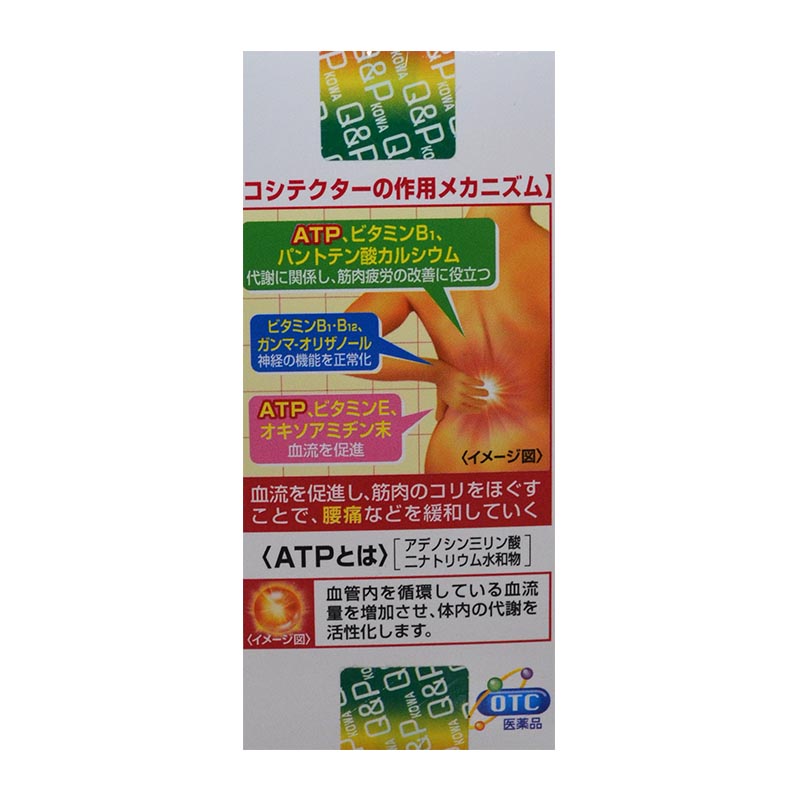 Q&P KOWA
Q&P KOWA
Q&P KOWA
コシテクターの作用メカニズム】
ATP、ビタミンB1、
パントテン酸カルシウム
代謝に関係し、筋肉疲労の改善に役立つ
ビタミンB1・B12、
ガンマ-オリザノール
神経の機能を正常化
ATP、ビタミンE、
オキソアミヂン末
血流を促進
〈イメージ図〉
血流を促進し、筋肉のコリをほぐす
ことで、腰痛などを緩和していく
〈ATPとは〉
アデノシン三リン酸
二ナトリウム水和物
血管内を循環している血流
量を増加させ、体内の代謝を
活性化します。
〈イメージ図〉
Q&P KOWA
Q&P KOWA
OTC
医薬品